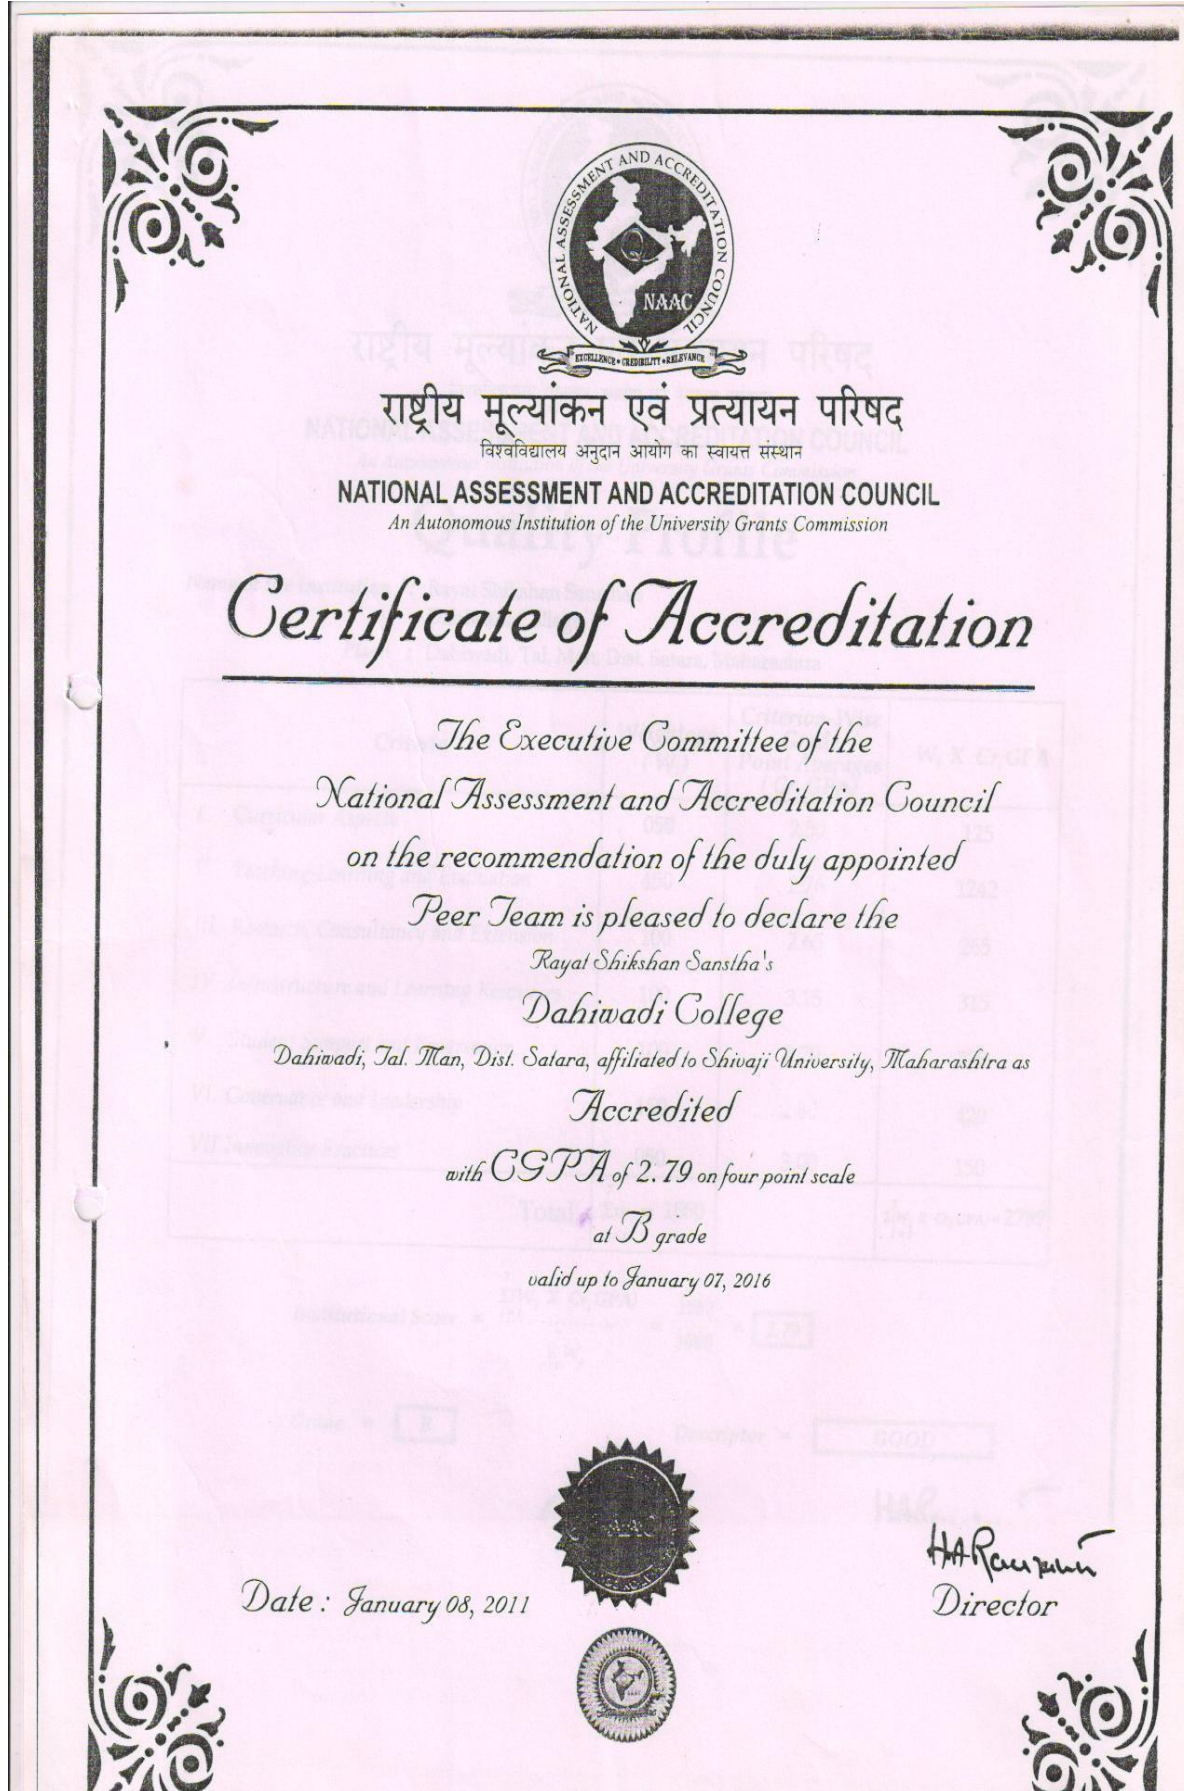 NATIONAL ASSESSMENT AND ACCREDITATION COUNCIL
Q
NAAC
EXCELLENCE • CREDIBILITY • RELEVANCE
राष्ट्रीय मूल्यांकन एवं प्रत्यायन परिषद
विश्वविद्यालय अनुदान आयोग का स्वायत्त संस्थान
NATIONAL ASSESSMENT AND ACCREDITATION COUNCIL
An Autonomous Institution of the University Grants Commission
Certificate of Accreditation
The Executive Committee of the
National Assessment and Accreditation Council
on the recommendation of the duly appointed
Peer Team is pleased to declare the
Rayat Shikshan Sanstha's
Dahiwadi College
Dahiwadi, Tal. Man, Dist. Satara, affiliated to Shivaji University, Maharashtra as
Accredited
with CGPA of 2.79 on four point scale
at B grade
valid up to January 07, 2016
Date : January 08, 2011
Director